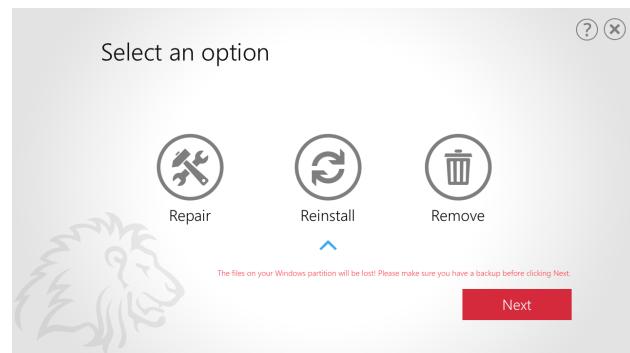 Select an option
?
Repair
Reinstall
Remove
The files on your Windows partition will be lost! Please make sure you have a backup before clicking Next.
Next